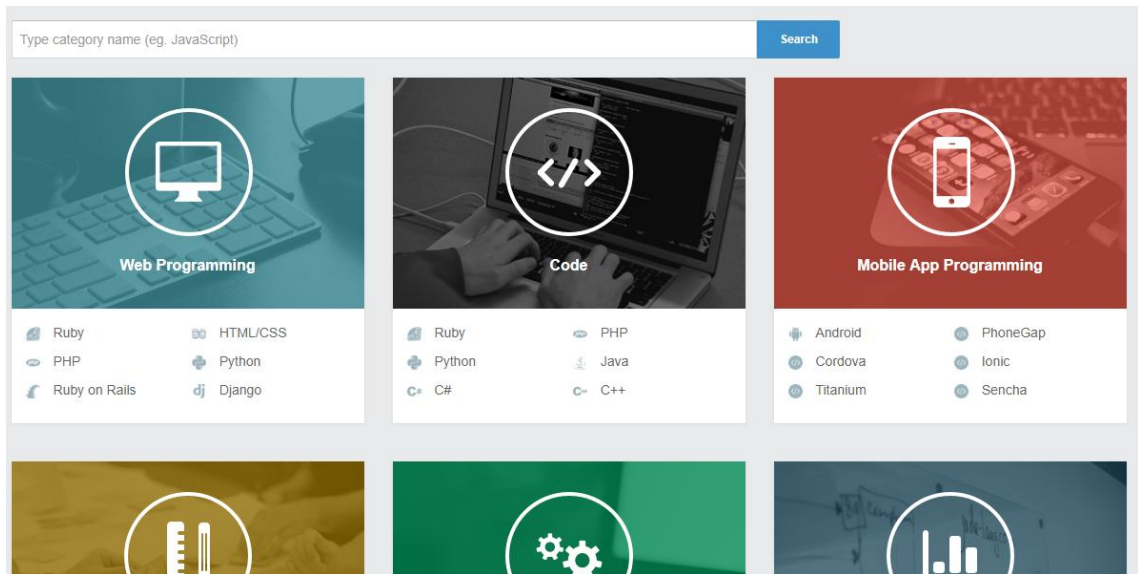 Type category name (eg. JavaScript)
Search
Web Programming
Ruby
HTML/CSS
PHP
Python
Ruby on Rails
Django
Code
Ruby
PHP
Python
Java
C#
C++
Mobile App Programming
Android
PhoneGap
Cordova
Ionic
Titanium
Sencha